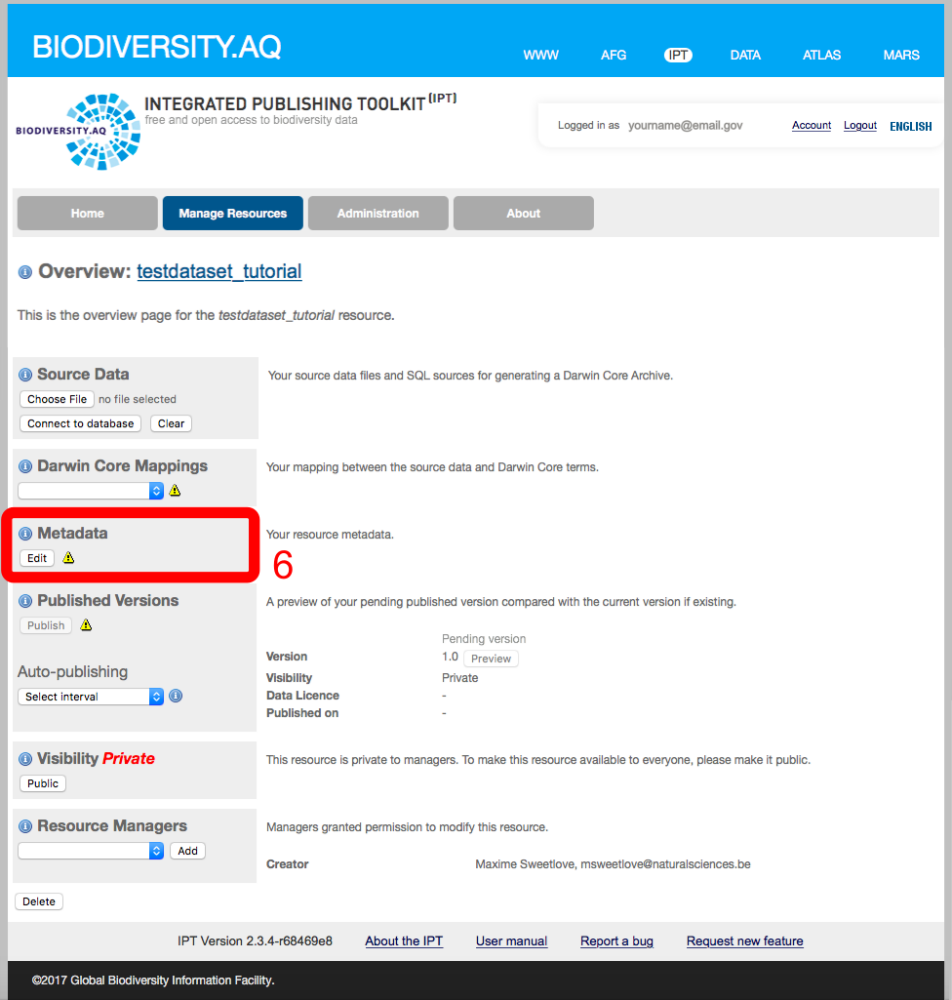 BIODIVERSITY.AQ
WWW AFG IPT DATA ATLAS MARS
BIODIVERSITY.AQ
INTEGRATED PUBLISHING TOOLKIT (IPT)
free and open access to biodiversity data
Logged in as yourname@email.gov Account Logout ENGLISH
Home Manage Resources Administration About
Overview: testdataset_tutorial
This is the overview page for the testdataset_tutorial resource.
Source Data
Your source data files and SQL sources for generating a Darwin Core Archive.
Choose File no file selected
Connect to database Clear
Darwin Core Mappings
Your mapping between the source data and Darwin Core terms.
Metadata
Your resource metadata.
Edit
6
Published Versions
A preview of your pending published version compared with the current version if existing.
Publish
Pending version
Version 1.0 Preview
Auto-publishing
Visibility Private
Select interval
Data Licence -
Published on -
Visibility Private
This resource is private to managers. To make this resource available to everyone, please make it public.
Public
Resource Managers
Managers granted permission to modify this resource.
Add
Creator Maxime Sweetlove, msweetlove@naturalsciences.be
Delete
IPT Version 2.3.4-r68469e8 About the IPT User manual Report a bug Request new feature
©2017 Global Biodiversity Information Facility.